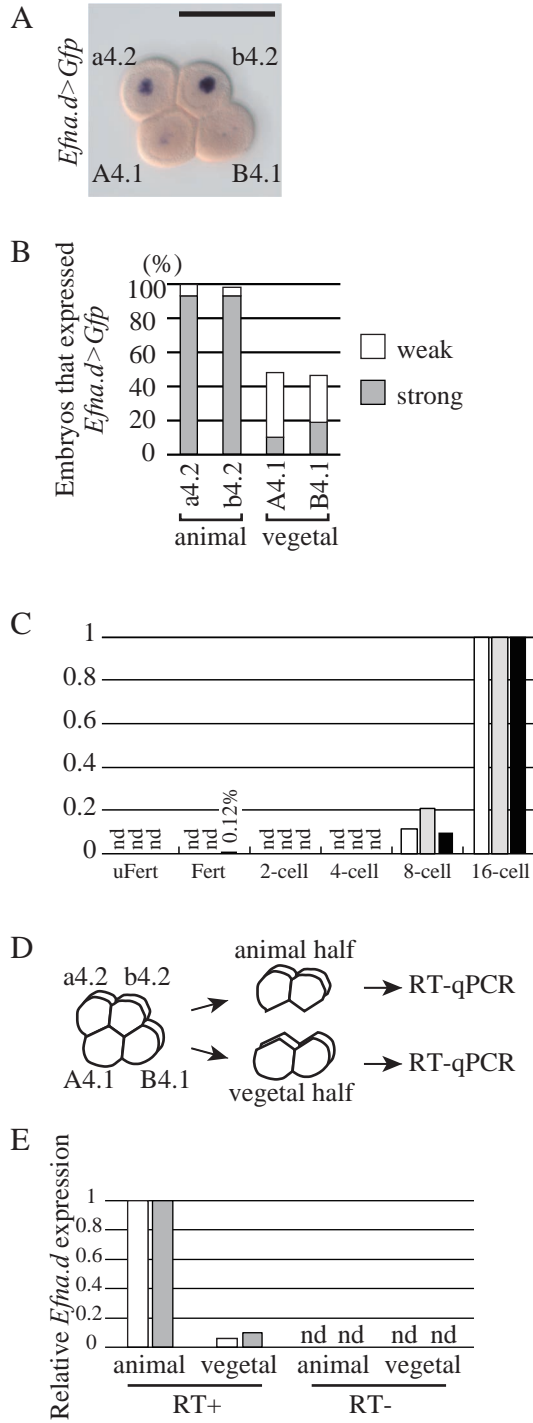 A
Efna.d>Gfp
a4.2 b4.2
A4.1 B4.1
B
Embryos that expressed
Efna.d>Gfp
(%)
100
80
60
40
20
0
weak
strong
a4.2 b4.2 A4.1 B4.1
animal vegetal
C
1
0.8
0.6
0.4
0.2
0
nd nd nd nd nd 0.12% nd nd nd nd nd nd
uFert Fert 2-cell 4-cell 8-cell 16-cell
D
a4.2 b4.2
A4.1 B4.1
animal half
RT-qPCR
RT-qPCR
vegetal half
E
Relative Efna.d expression
1
0.8
0.6
0.4
0.2
0
nd nd nd nd
animal vegetal animal vegetal
RT+ RT-